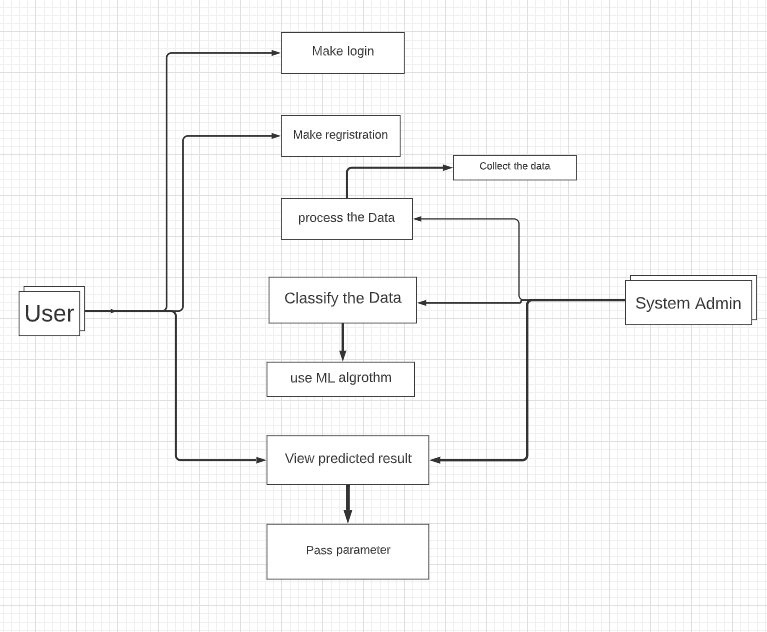 Make login
Make regristration
Collect the data
process the Data
Classify the Data
User
System Admin
use ML algrothm
View predicted result
Pass parameter